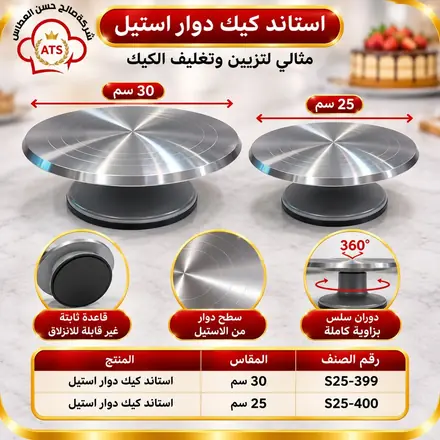 شركة صالح حسن العطاس
ATS
استاند كيك دوار استيل
مثالي لتزيين وتغليف الكيك
30 سم
25 سم
قاعدة ثابتة
غير قابلة للانزلاق
سطح دوار
من الاستيل
360°
دوران سلس
بزاوية كاملة
رقم الصنف المقاس المنتج
S25-399 30 سم استاند كيك دوار استيل
S25-400 25 سم استاند كيك دوار استيل